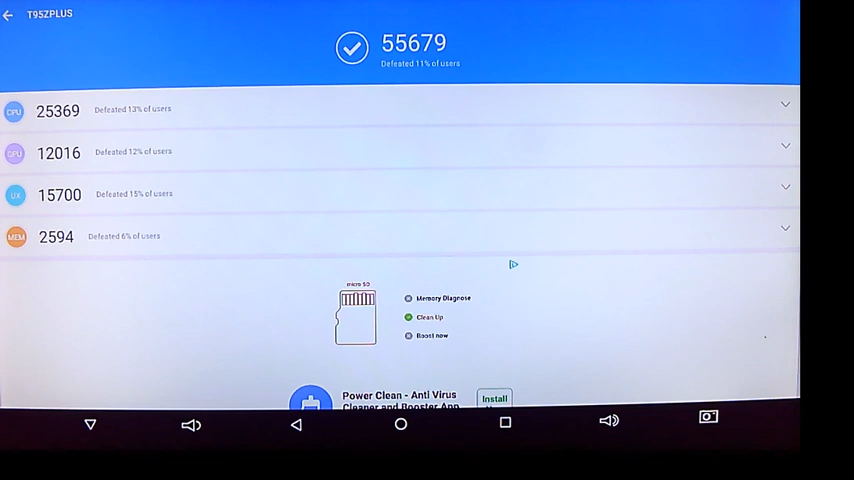 T95ZPLUS
55679
Defeated 11% of users
CPU 25369 Defeated 13% of users
GPU 12016 Defeated 12% of users
UX 15700 Defeated 15% of users
MEM 2594 Defeated 6% of users
micro SD
Memory Diagnose
Clean Up
Boost now
Power Clean - Anti Virus
Cleaner and Booster App
Install